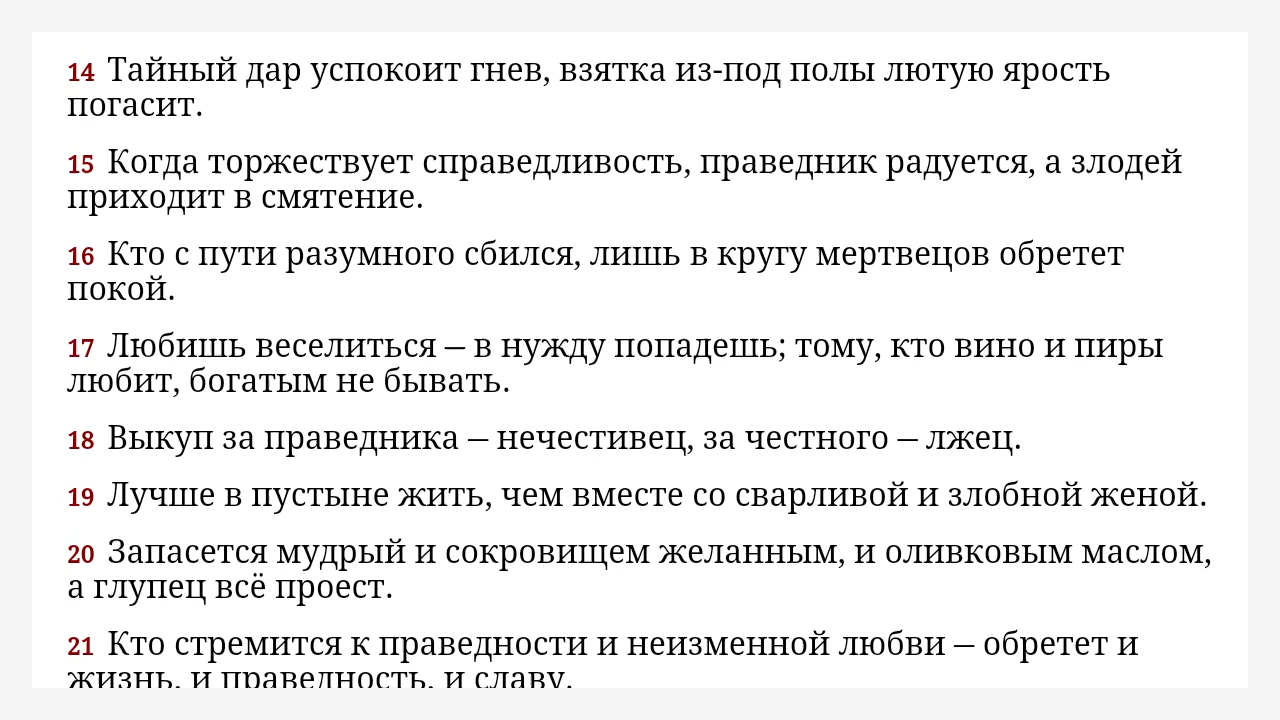 14 Тайный дар успокоит гнев, взятка из-под полы лютую ярость
погасит.
15 Когда торжествует справедливость, праведник радуется, а злодей
приходит в смятение.
16 Кто с пути разумного сбился, лишь в кругу мертвецов обретет
покой.
17 Любишь веселиться – в нужду попадешь; тому, кто вино и пиры
любит, богатым не бывать.
18 Выкуп за праведника – нечестивец, за честного – лжец.
19 Лучше в пустыне жить, чем вместе со сварливой и злобной женой.
20 Запасется мудрый и сокровищем желанным, и оливковым маслом,
а глупец всё проест.
21 Кто стремится к праведности и неизменной любви – обретет и
жизнь, и праведность, и славу.